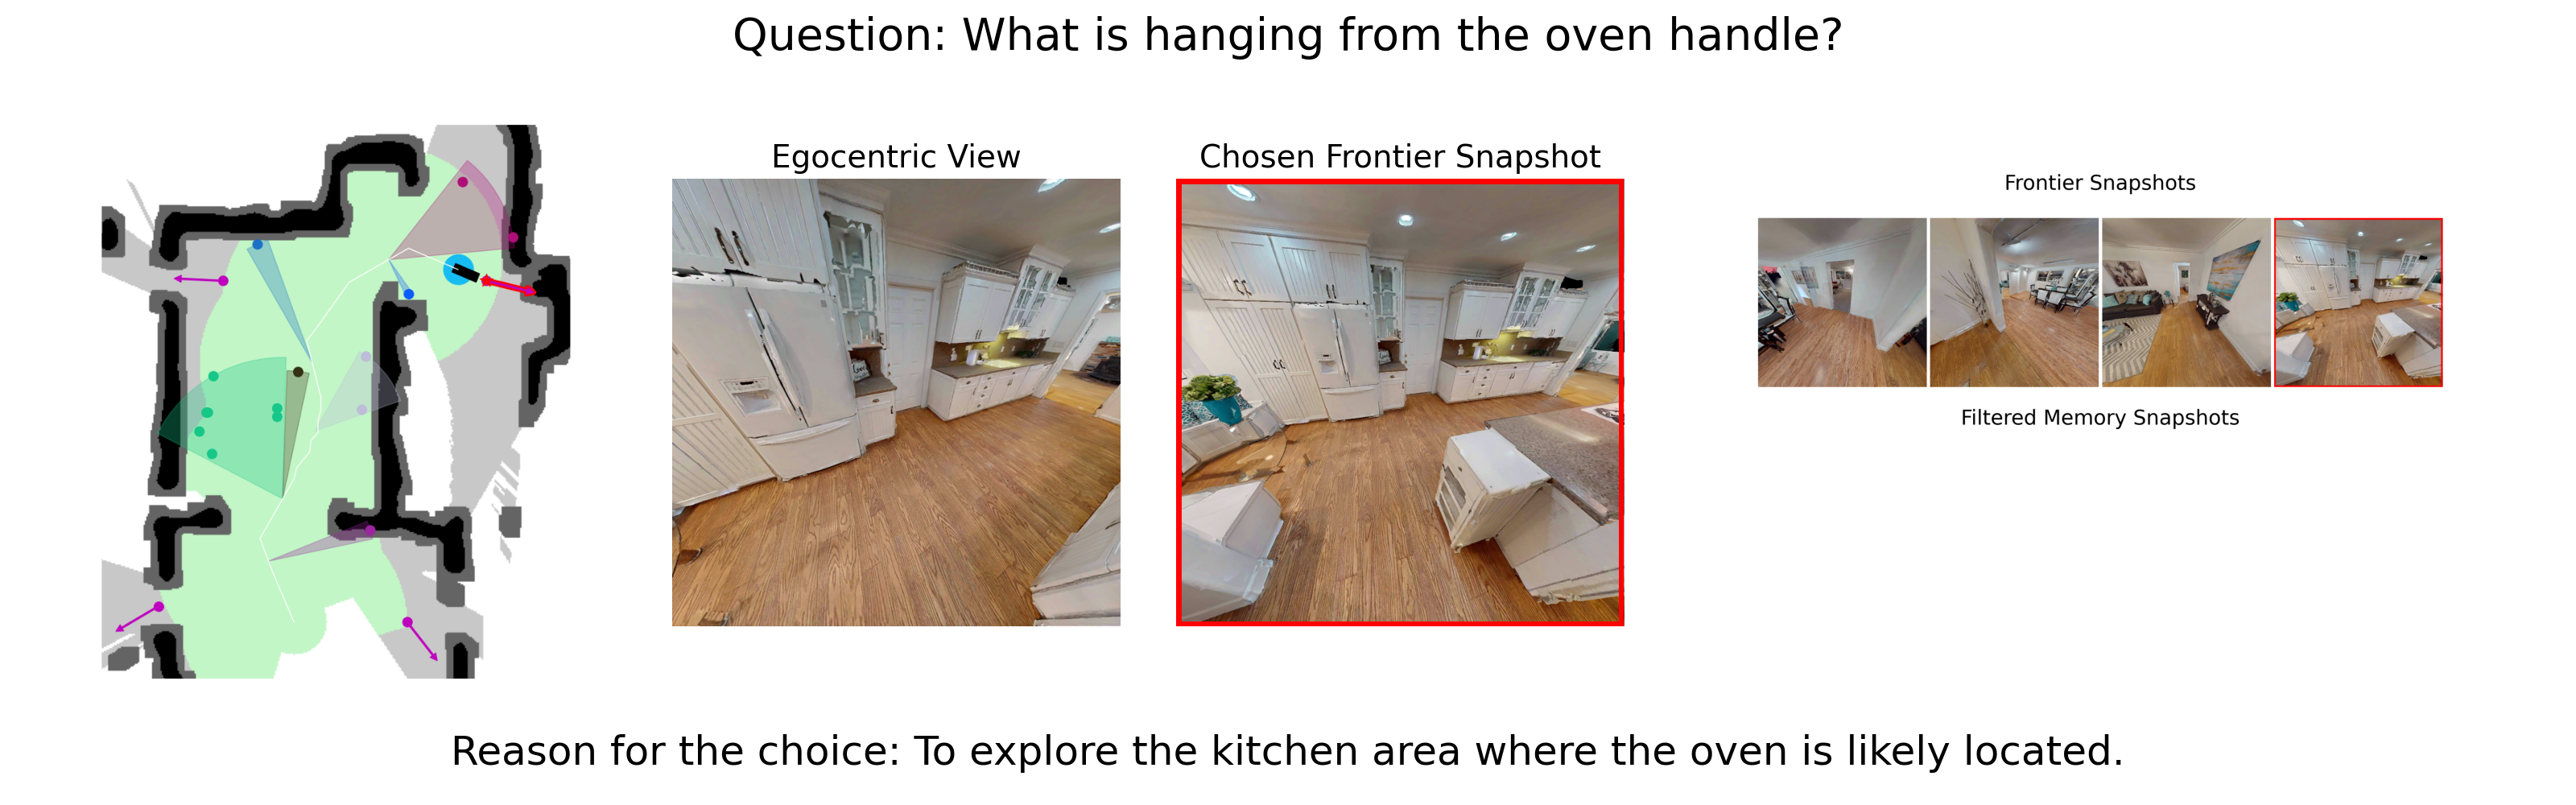 Question: What is hanging from the oven handle?
Egocentric View
Chosen Frontier Snapshot
Frontier Snapshots
Filtered Memory Snapshots
Reason for the choice: To explore the kitchen area where the oven is likely located.